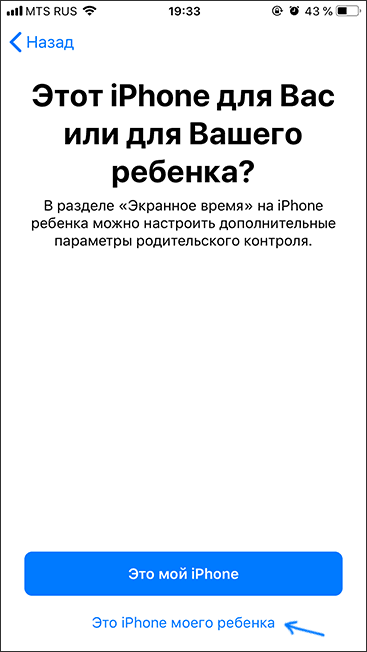 MTS RUS 19:33 43 %
Назад
Этот iPhone для Вас
или для Вашего
ребенка?
В разделе «Экранное время» на iPhone
ребенка можно настроить дополнительные
параметры родительского контроля.
Это мой iPhone
Это iPhone моего ребенка